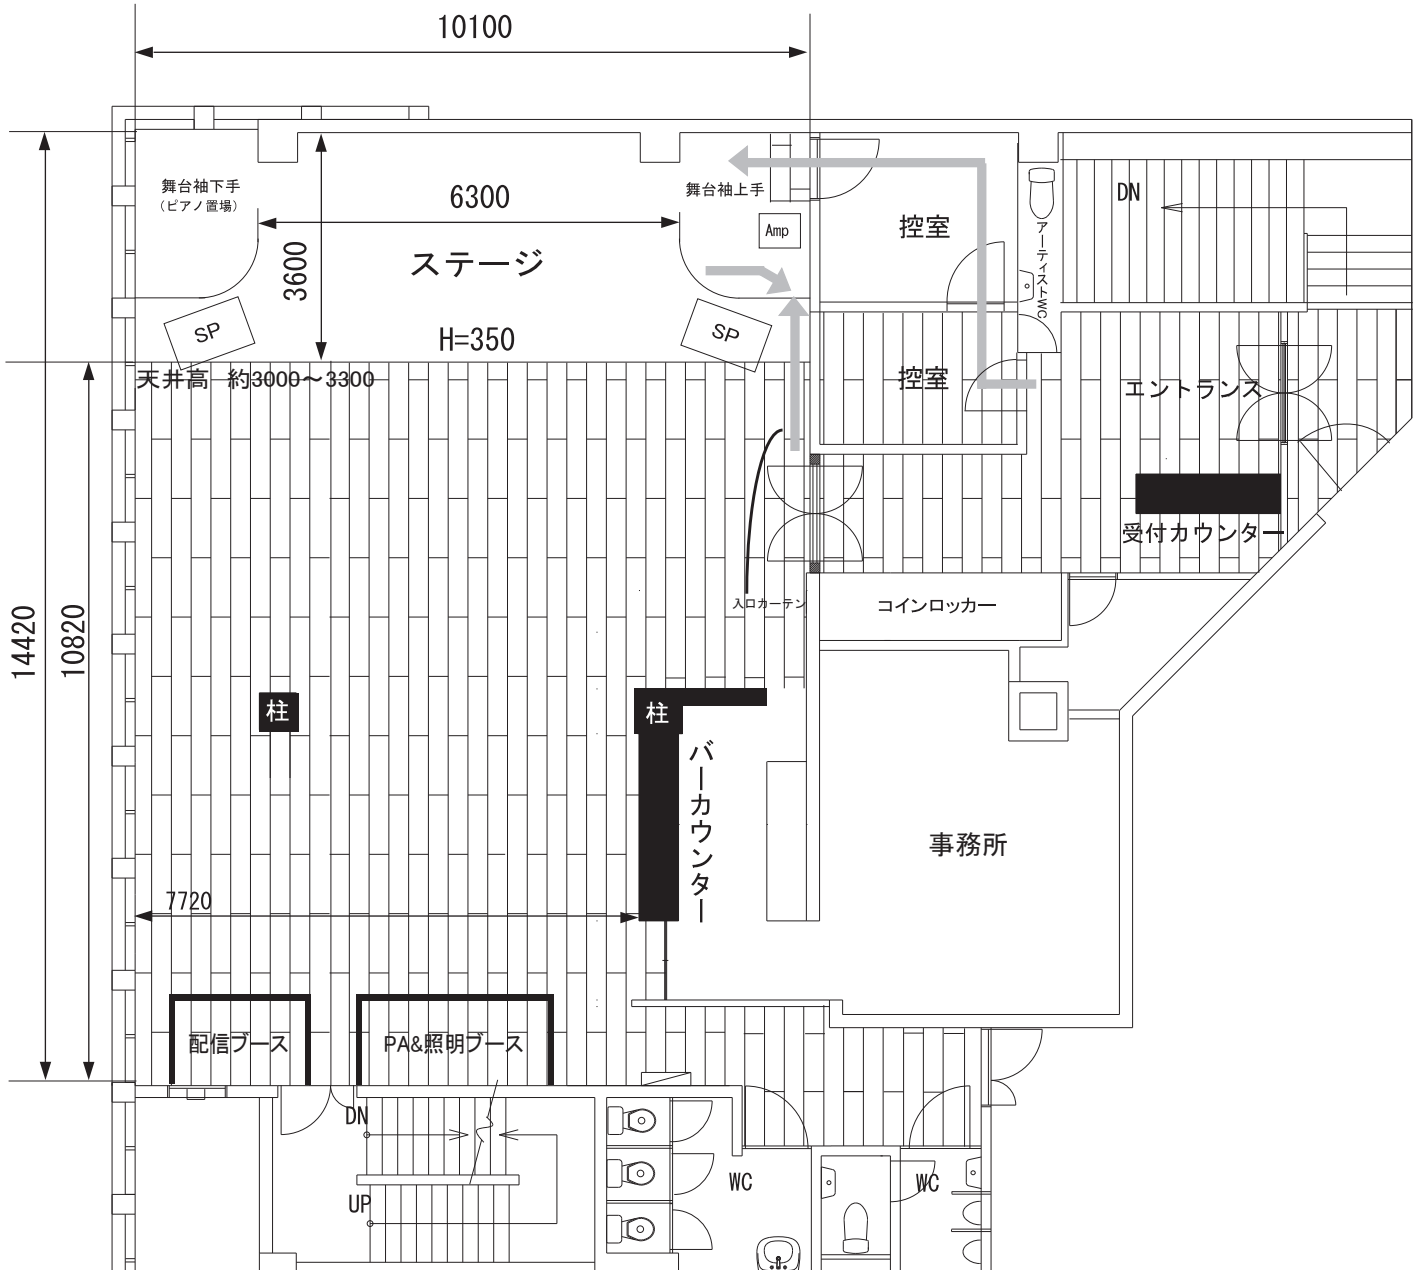 10100
舞台袖下手
(ピアノ置場)
6300
舞台袖上手
Amp
控室
アーティストWC
DN
ステージ
3600
SP
SP
H=350
天井高 約3000〜3300
控室
エントランス
受付カウンター
入口カーテン
コインロッカー
14420
10820
柱
柱
バーカウンター
事務所
7720
配信ブース
PA&照明ブース
DN
UP
WC
WC